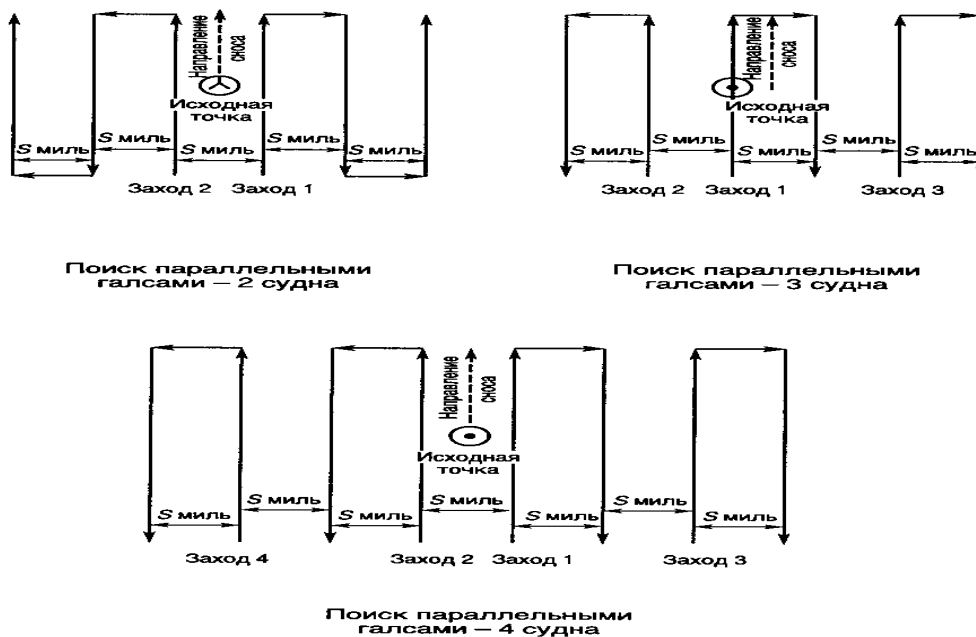 Направление
сноса
Исходная
точка
S миль
S миль
S миль
S миль
S миль
Заход 2
Заход 1
Поиск параллельными
галсами – 2 судна
Направление
сноса
Исходная
точка
S миль
S миль
S миль
S миль
S миль
Заход 2
Заход 1
Заход 3
Поиск параллельными
галсами – 3 судна
Направление
сноса
Исходная
точка
S миль
S миль
S миль
S миль
S миль
S миль
S миль
Заход 4
Заход 2
Заход 1
Заход 3
Поиск параллельными
галсами – 4 судна